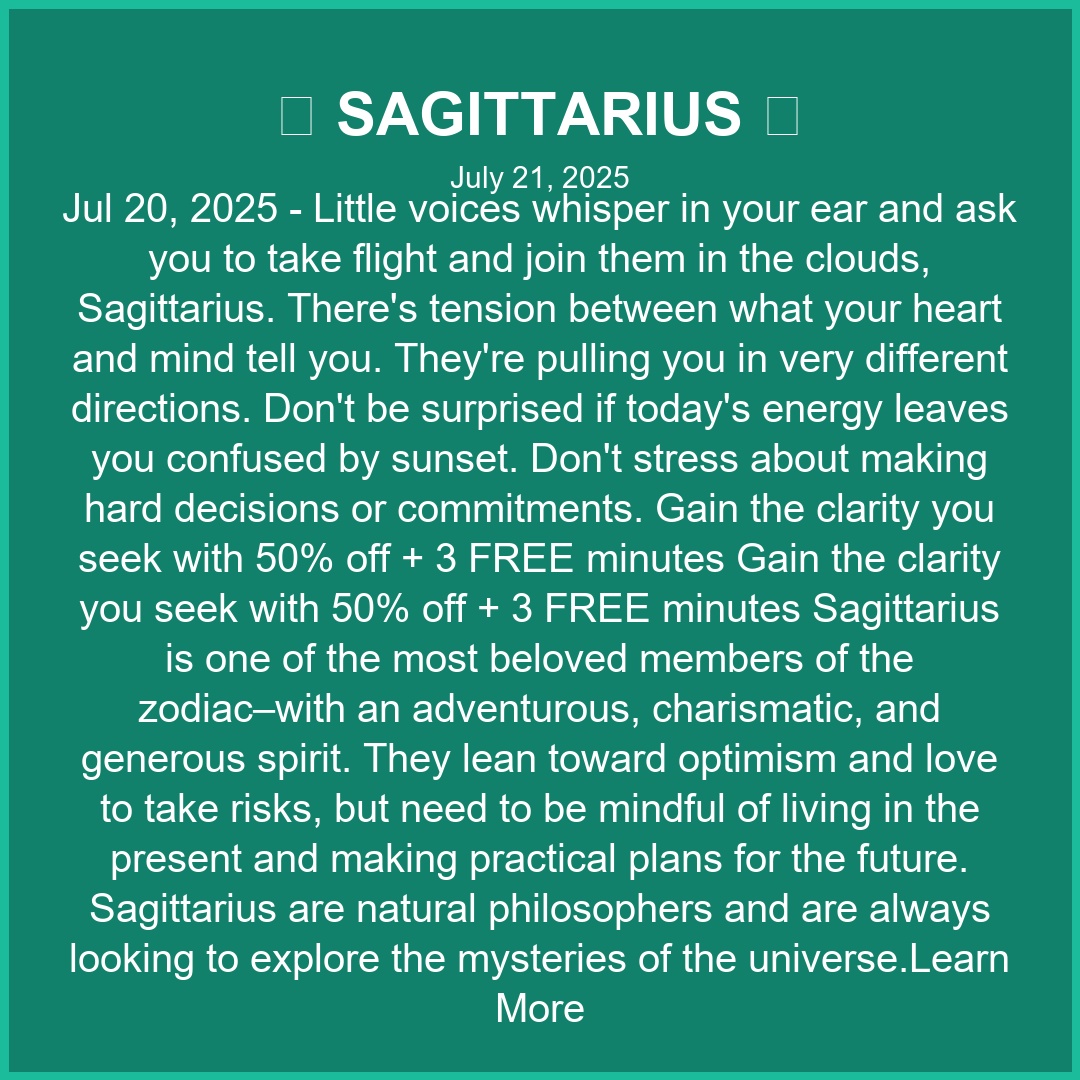 SAGITTARIUS
July 21, 2025
Jul 20, 2025 - Little voices whisper in your ear and ask
you to take flight and join them in the clouds,
Sagittarius. There's tension between what your heart
and mind tell you. They're pulling you in very different
directions. Don't be surprised if today's energy leaves
you confused by sunset. Don't stress about making
hard decisions or commitments. Gain the clarity you
seek with 50% off + 3 FREE minutes Gain the clarity
you seek with 50% off + 3 FREE minutes Sagittarius
is one of the most beloved members of the
zodiac–with an adventurous, charismatic, and
generous spirit. They lean toward optimism and love
to take risks, but need to be mindful of living in the
present and making practical plans for the future.
Sagittarius are natural philosophers and are always
looking to explore the mysteries of the universe.Learn
More